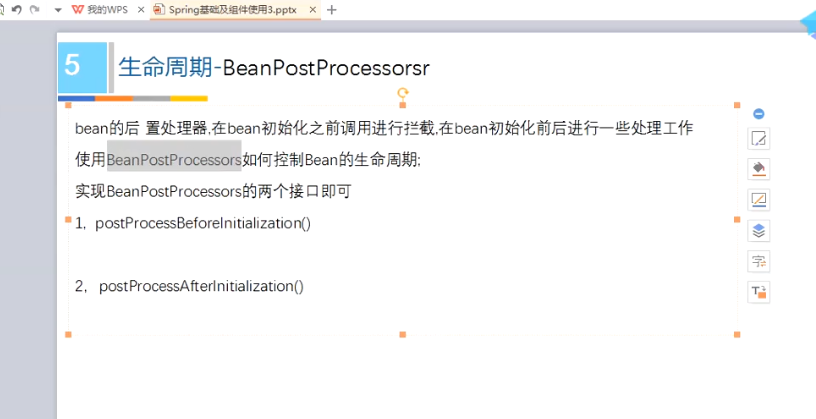 我的WPS
Spring基础及组件使用3.pptx
5
生命周期-BeanPostProcessorsr
bean的后 置处理器,在bean初始化之前调用进行拦截,在bean初始化前后进行一些处理工作
使用BeanPostProcessors如何控制Bean的生命周期;
实现BeanPostProcessors的两个接口即可
1，postProcessBeforeInitialization()
2， postProcessAfterInitialization()